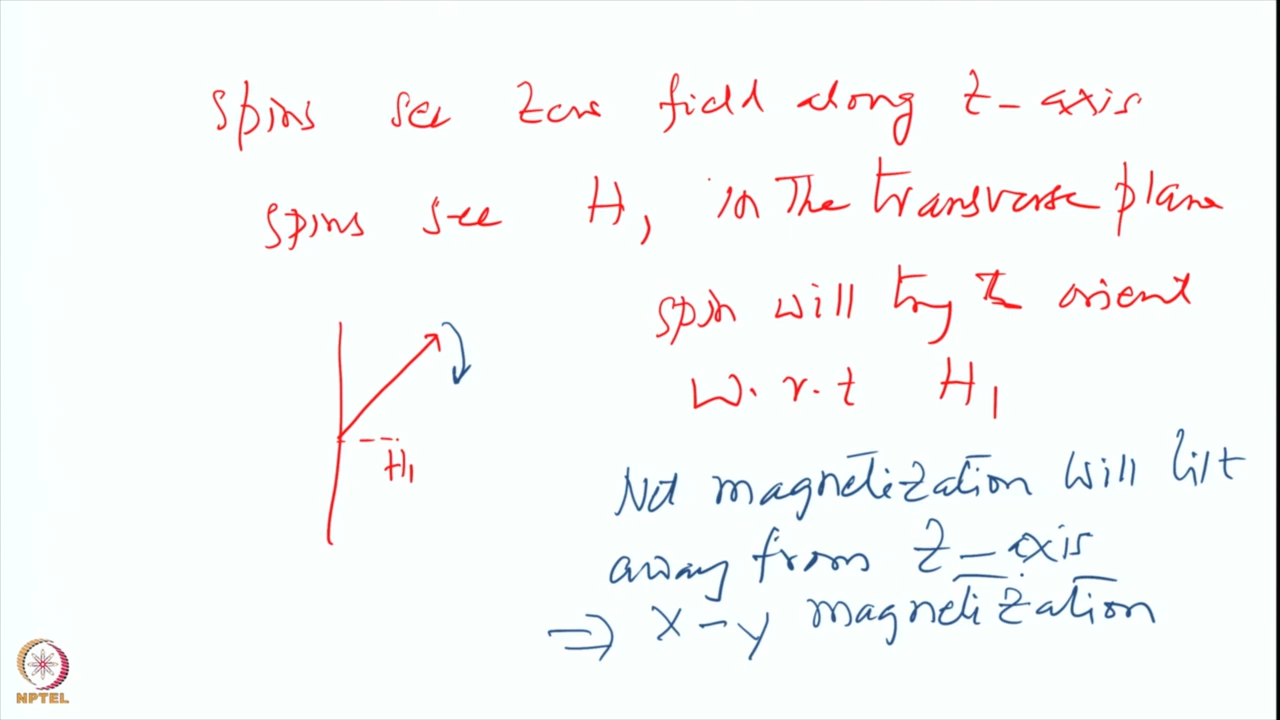 spins see zero field along z-axis
spins see H1 in the transverse plane
spin will try to orient
w.r.t H1
H1
Net magnetization will tilt
away from z-axis
⇒ x-y magnetization
NPTEL